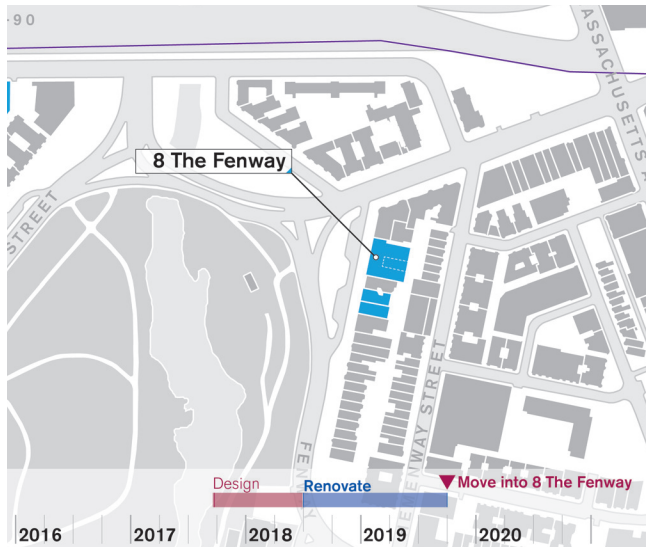 -90
ASSACHUSETTS A
8 The Fenway
STREET
FENWAY
EMENWAY STREET
Design
Renovate
Move into 8 The Fenway
2016
2017
2018
2019
2020